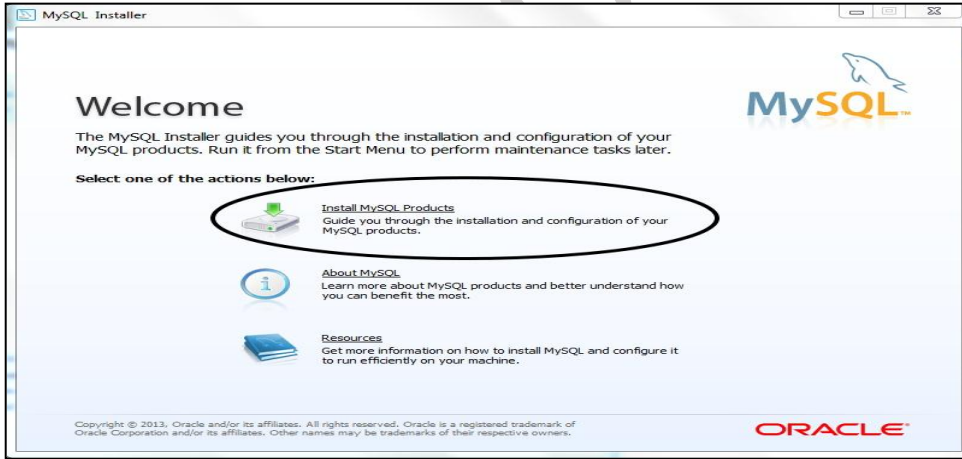 MySQL Installer
MySQL™
Welcome
The MySQL Installer guides you through the installation and configuration of your
MySQL products. Run it from the Start Menu to perform maintenance tasks later.
Select one of the actions below:
Install MySQL Products
Guide you through the installation and configuration of your
MySQL products.
About MySQL
Learn more about MySQL products and better understand how
you can benefit the most.
Resources
Get more information on how to install MySQL and configure it
to run efficiently on your machine.
Copyright © 2013, Oracle and/or its affiliates. All rights reserved. Oracle is a registered trademark of
Oracle Corporation and/or its affiliates. Other names may be trademarks of their respective owners.
ORACLE®